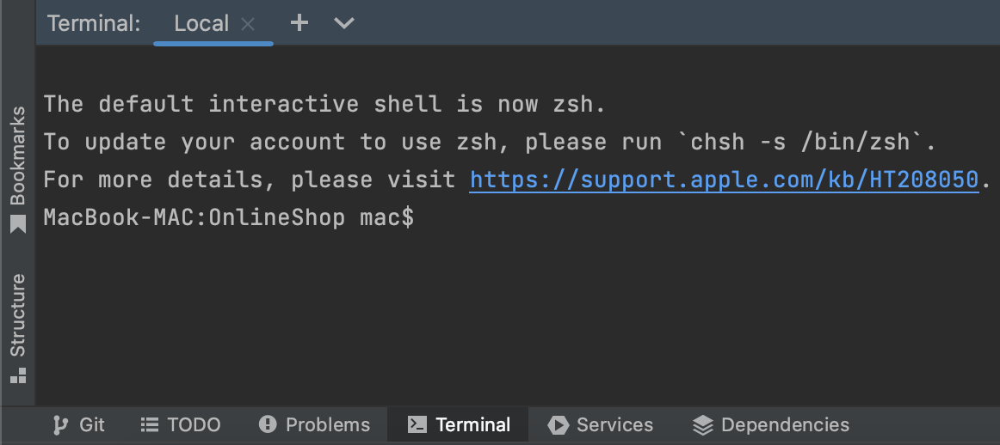 Terminal: Local
The default interactive shell is now zsh.
To update your account to use zsh, please run `chsh -s /bin/zsh`.
For more details, please visit https://support.apple.com/kb/HT208050.
MacBook-MAC:OnlineShop mac$
Bookmarks
Structure
Git TODO Problems Terminal Services Dependencies